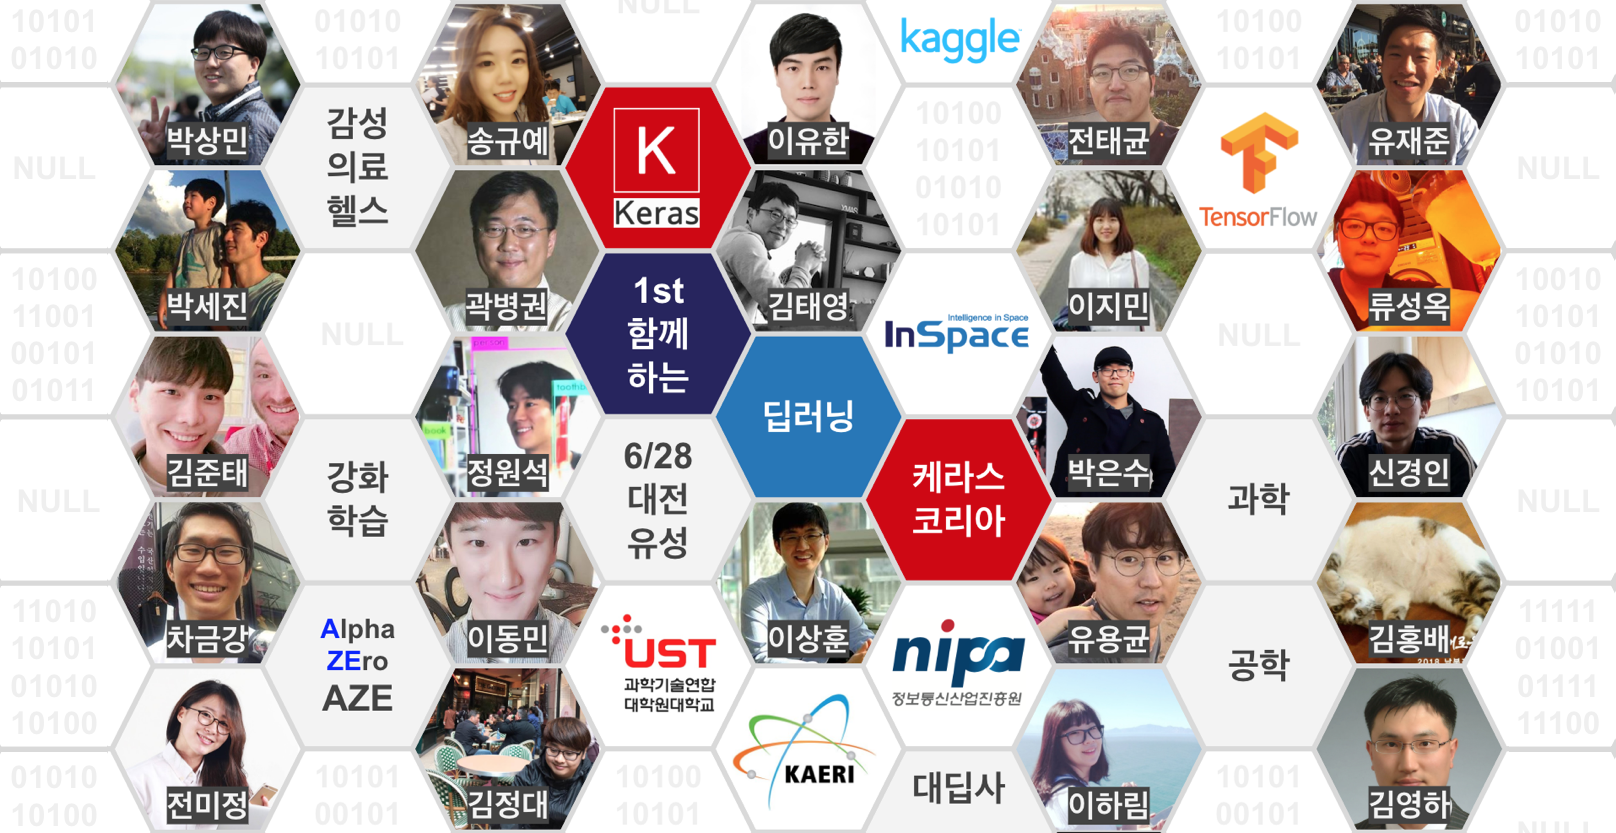 10101
01010
01010
10101
NULL
kaggle
10100
10101
01010
10101
박상민
감성
의료
헬스
송규예
K
Keras
이유한
10100
10101
01010
10101
전태균
TensorFlow
유재준
NULL
NULL
박세진
곽병권
1st
함께
하는
김태영
Intelligence in Space
InSpace
이지민
류성옥
10100
11001
00101
01011
NULL
NULL
10010
10101
01010
10101
김준태
person
toothb
book
정원석
딥러닝
박은수
신경인
NULL
강화
학습
6/28
대전
유성
케라스
코리아
과학
NULL
차금강
이동민
이상훈
유용균
김홍배
11010
10101
01010
10100
Alpha
ZEro
AZE
UST
과학기술연합
대학원대학교
nipa
정보통신산업진흥원
공학
11111
01001
01111
11100
전미정
김정대
KAERI
이하림
김영하
01010
10100
10101
00101
10100
10101
대딥사
10101
00101
NULL